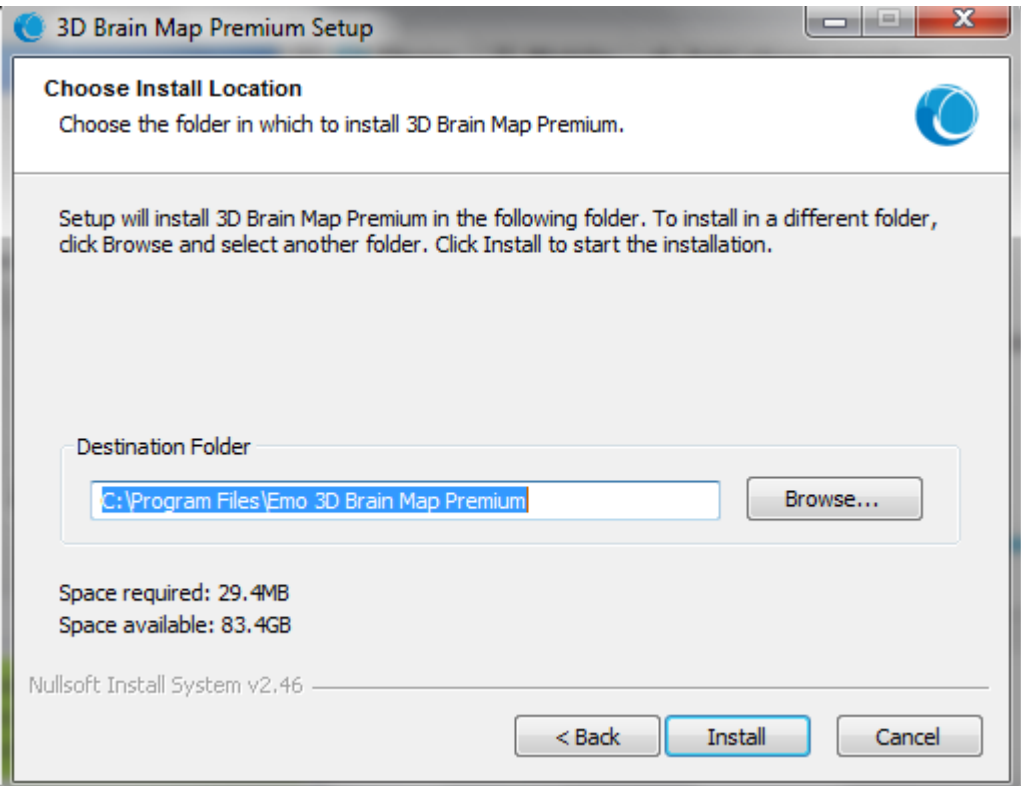 3D Brain Map Premium Setup
Choose Install Location
Choose the folder in which to install 3D Brain Map Premium.
Setup will install 3D Brain Map Premium in the following folder. To install in a different folder,
click Browse and select another folder. Click Install to start the installation.
Destination Folder
C:\Program Files\Emo 3D Brain Map Premium
Browse...
Space required: 29.4MB
Space available: 83.4GB
Nullsoft Install System v2.46
< Back
Install
Cancel